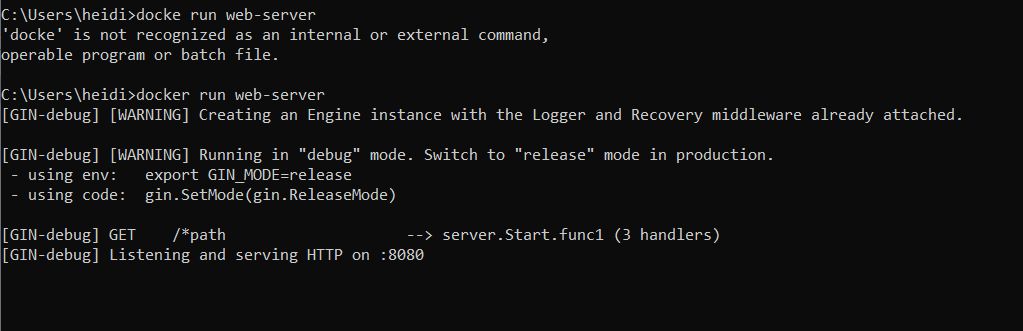 C:\Users\heidi>docke run web-server
'docke' is not recognized as an internal or external command,
operable program or batch file.
C:\Users\heidi>docker run web-server
[GIN-debug] [WARNING] Creating an Engine instance with the Logger and Recovery middleware already attached.
[GIN-debug] [WARNING] Running in "debug" mode. Switch to "release" mode in production.
 - using env:   export GIN_MODE=release
 - using code:  gin.SetMode(gin.ReleaseMode)
[GIN-debug] GET    /*path                    --> server.Start.func1 (3 handlers)
[GIN-debug] Listening and serving HTTP on :8080